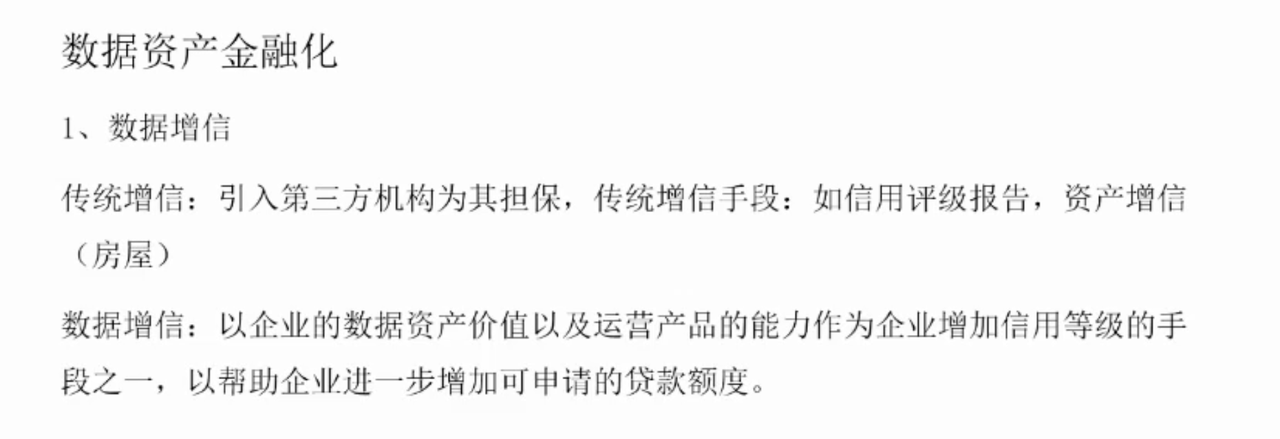 数据资产金融化
1、数据增信
传统增信：引入第三方机构为其担保，传统增信手段：如信用评级报告，资产增信
（房屋）
数据增信：以企业的数据资产价值以及运营产品的能力作为企业增加信用等级的手
段之一，以帮助企业进一步增加可申请的贷款额度。